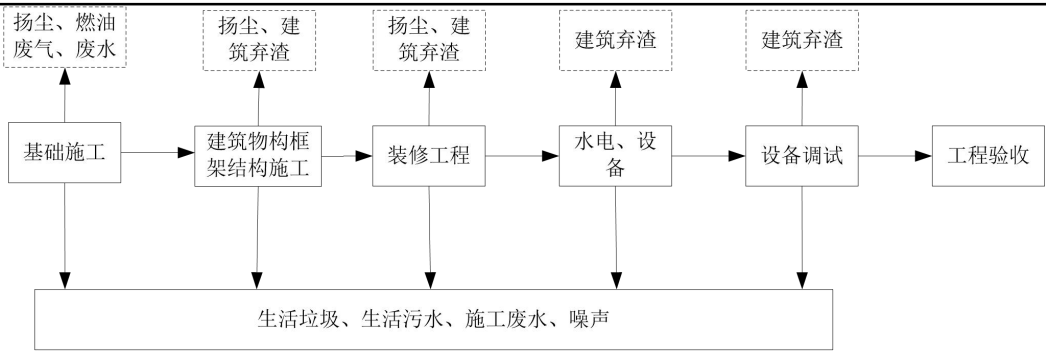 扬尘、燃油
废气、废水
扬尘、建
筑弃渣
扬尘、建
筑弃渣
建筑弃渣
建筑弃渣
基础施工
建筑物构框
架结构施工
装修工程
水电、设
备
设备调试
工程验收
生活垃圾、生活污水、施工废水、噪声